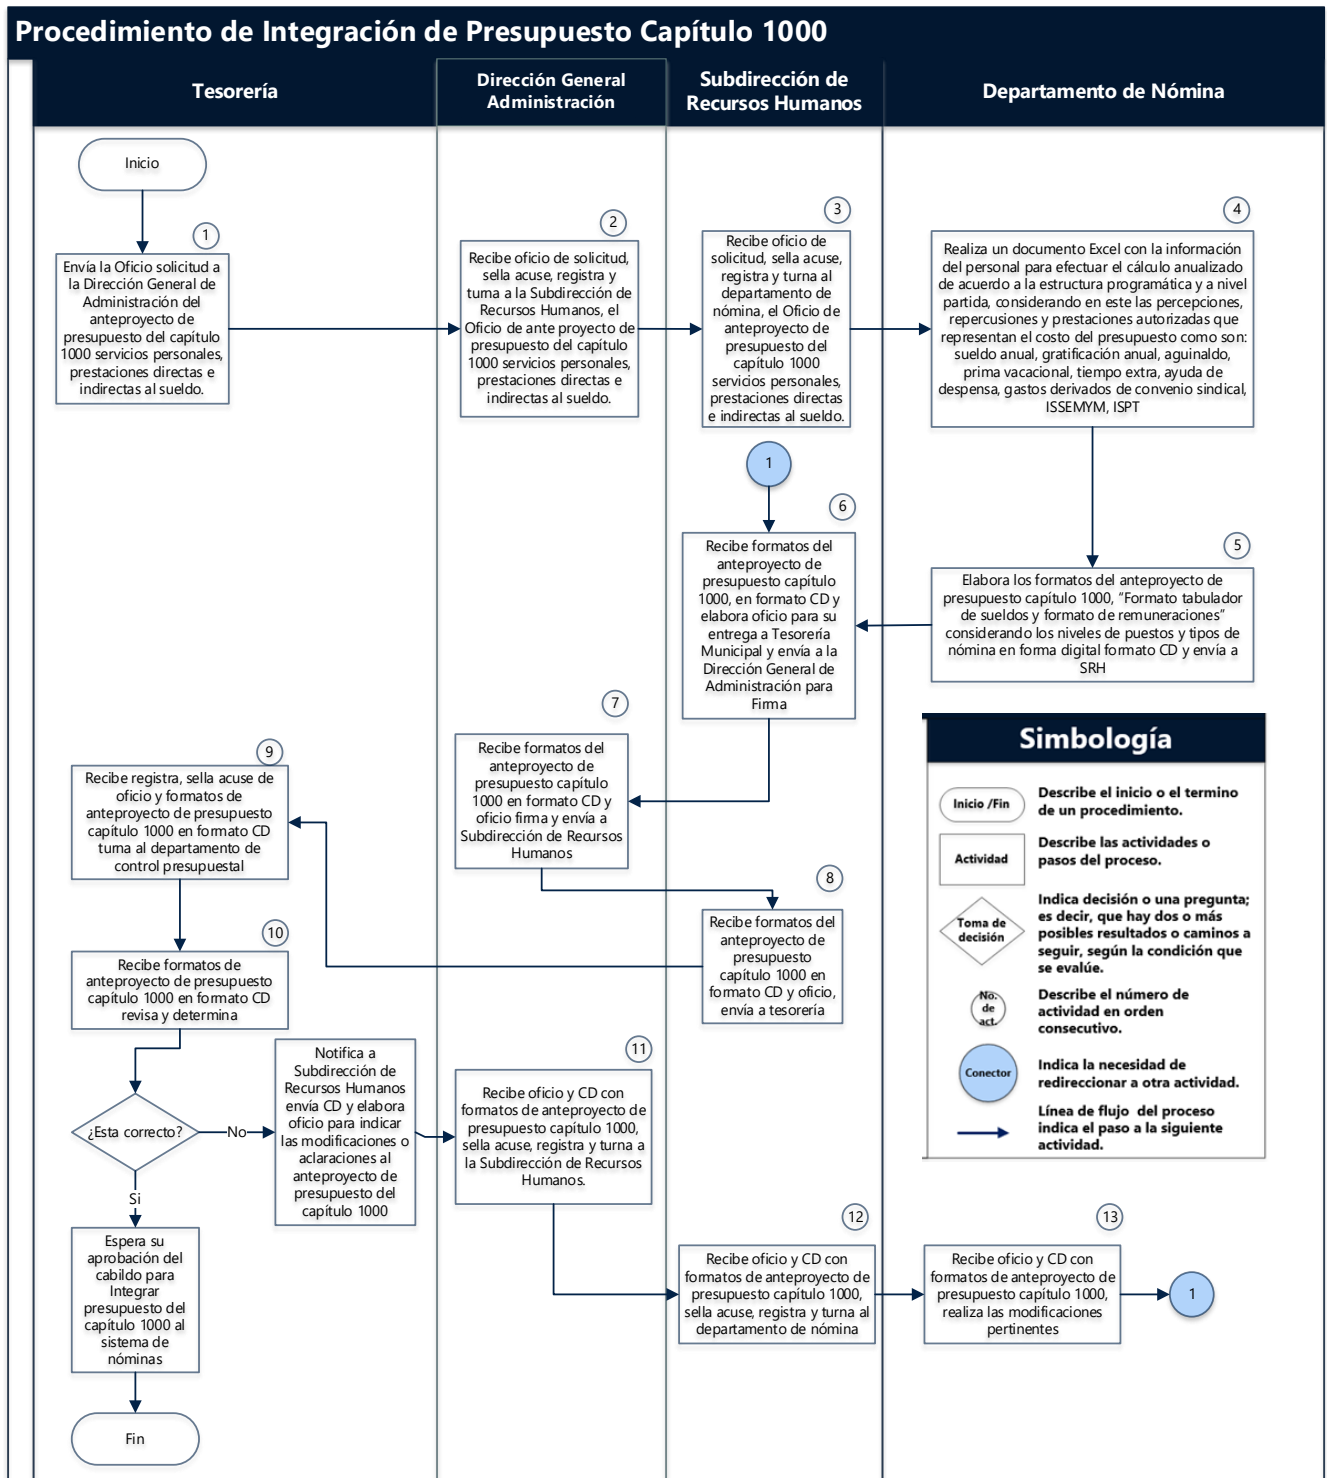 Procedimiento de Integración de Presupuesto Capítulo 1000
Tesorería
Dirección General
Administración
Subdirección de
Recursos Humanos
Departamento de Nómina
Inicio
1
Envía la Oficio solicitud a
la Dirección General de
Administración del
anteproyecto de
presupuesto del capítulo
1000 servicios personales,
prestaciones directas e
indirectas al sueldo.
2
Recibe oficio de solicitud,
sella acuse, registra y
turna a la Subdirección de
Recursos Humanos, el
Oficio de ante proyecto de
presupuesto del capítulo
1000 servicios personales,
prestaciones directas e
indirectas al sueldo.
3
Recibe oficio de
solicitud, sella acuse,
registra y turna al
departamento de
nómina, el Oficio de
anteproyecto de
presupuesto del
capítulo 1000
servicios personales,
prestaciones directas
e indirectas al sueldo.
4
Realiza un documento Excel con la información
del personal para efectuar el cálculo anualizado
de acuerdo a la estructura programática y a nivel
partida, considerando en este las percepciones,
repercusiones y prestaciones autorizadas que
representan el costo del presupuesto como son:
sueldo anual, gratificación anual, aguinaldo,
prima vacacional, tiempo extra, ayuda de
despensa, gastos derivados de convenio sindical,
ISSEMYM, ISPT
1
6
Recibe formatos del
anteproyecto de
presupuesto capítulo
1000, en formato CD y
elabora oficio para su
entrega a Tesorería
Municipal y envía a la
Dirección General de
Administración para
Firma
5
Elabora los formatos del anteproyecto de
presupuesto capítulo 1000, “Formato tabulador
de sueldos y formato de remuneraciones”
considerando los niveles de puestos y tipos de
nómina en forma digital formato CD y envía a
SRH
7
Recibe formatos del
anteproyecto de
presupuesto capítulo
1000 en formato CD y
oficio firma y envía a
Subdirección de Recursos
Humanos
8
Recibe formatos del
anteproyecto de
presupuesto
capítulo 1000 en
formato CD y oficio,
envía a tesorería
9
Recibe registra, sella acuse de
oficio y formatos de
anteproyecto de presupuesto
capítulo 1000 en formato CD
turna al departamento de
control presupuestal
10
Recibe formatos de
anteproyecto de presupuesto
capítulo 1000 en formato CD
revisa y determina
¿Esta correcto?
No
Notifica a
Subdirección de
Recursos Humanos
envía CD y elabora
oficio para indicar
las modificaciones o
aclaraciones al
anteproyecto de
presupuesto del
capítulo 1000
Si
Espera su
aprobación del
cabildo para
Integrar
presupuesto del
capítulo 1000 al
sistema de
nóminas
Fin
11
Recibe oficio y CD con
formatos de anteproyecto de
presupuesto capítulo 1000,
sella acuse, registra y turna a
la Subdirección de Recursos
Humanos.
12
Recibe oficio y CD con
formatos de anteproyecto de
presupuesto capítulo 1000,
sella acuse, registra y turna al
departamento de nómina
13
Recibe oficio y CD con
formatos de anteproyecto de
presupuesto capítulo 1000,
realiza las modificaciones
pertinentes
1
Simbología
Inicio /Fin
Describe el inicio o el termino
de un procedimiento.
Actividad
Describe las actividades o
pasos del proceso.
Toma de
decisión
Indica decisión o una pregunta;
es decir, que hay dos o más
posibles resultados o caminos a
seguir, según la condición que
se evalúe.
No.
de
act.
Describe el número de
actividad en orden
consecutivo.
Conector
Indica la necesidad de
redireccionar a otra actividad.
Línea de flujo del proceso
indica el paso a la siguiente
actividad.